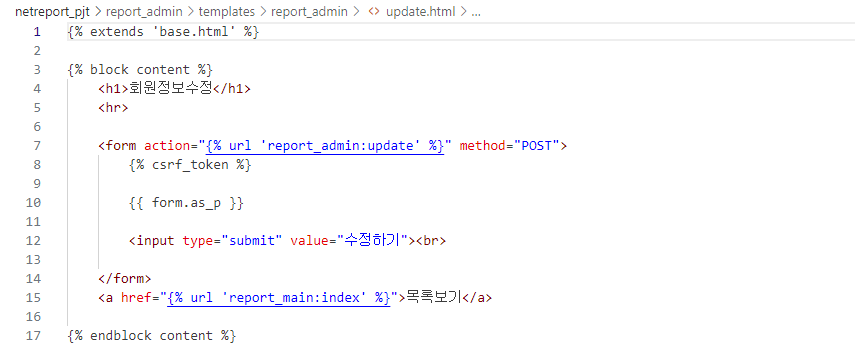 netreport_pjt > report_admin > templates > report_admin > <> update.html > ...
1 {% extends 'base.html' %}
2
3 {% block content %}
4 <h1>회원정보수정</h1>
5 <hr>
6
7 <form action="{% url 'report_admin:update' %}" method="POST">
8 {% csrf_token %}
9
10 {{ form.as_p }}
11
12 <input type="submit" value="수정하기"><br>
13
14 </form>
15 <a href="{% url 'report_main:index' %}">목록보기</a>
16
17 {% endblock content %}